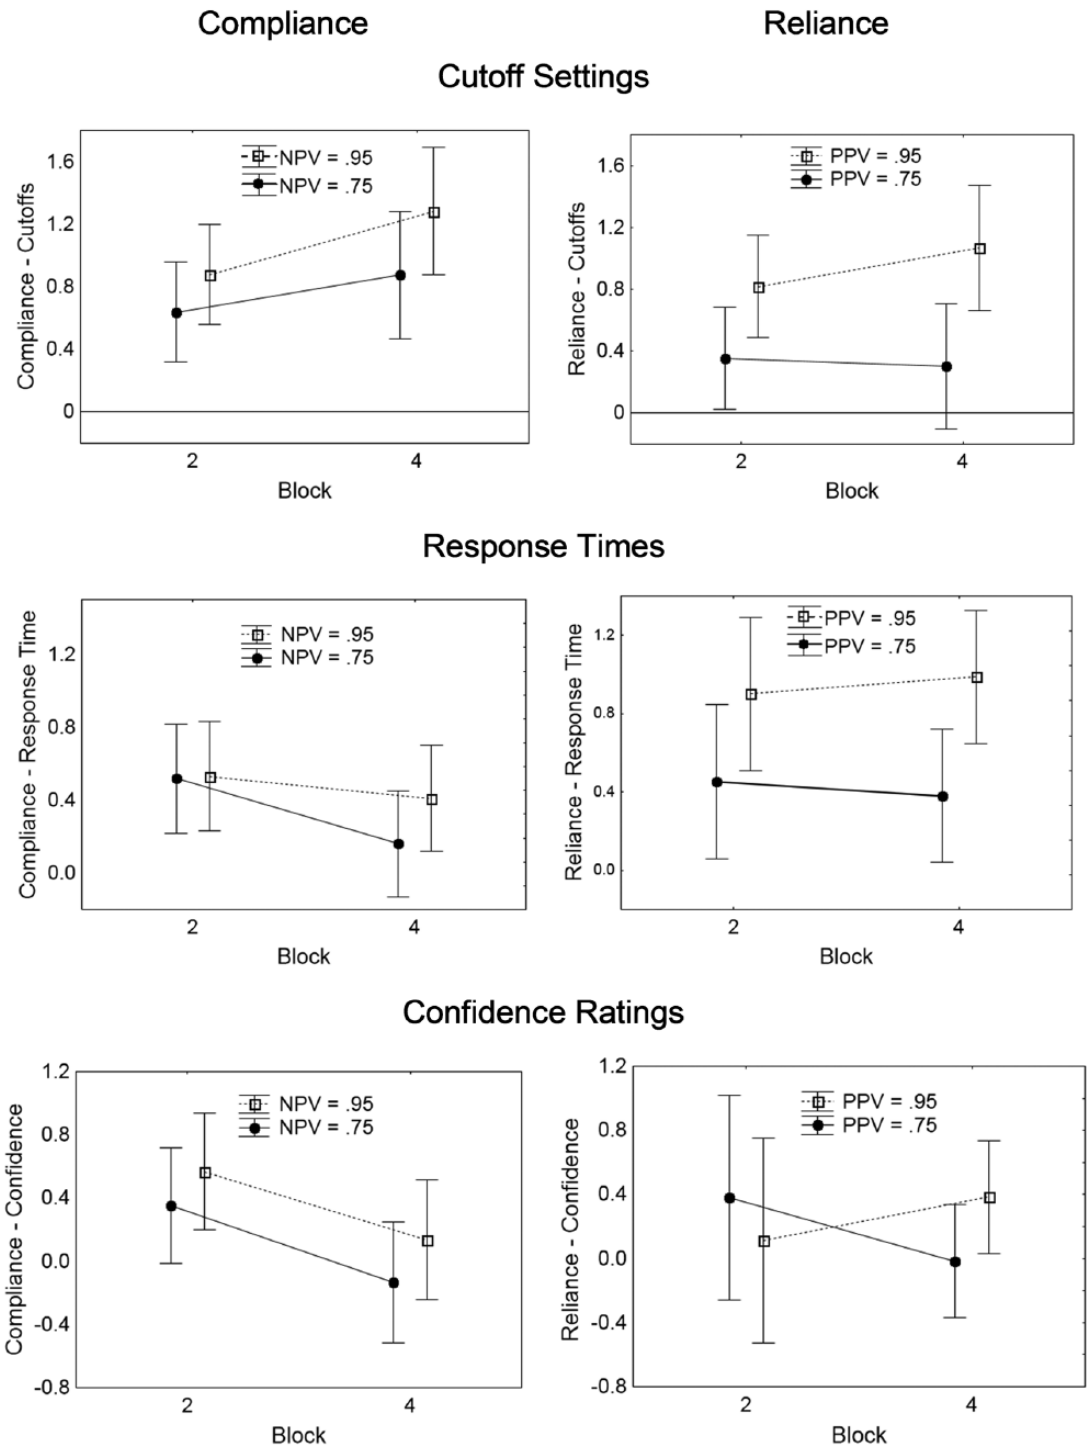 Compliance
Reliance
Cutoff Settings
Compliance - Cutoffs
1.6
1.2
0.8
0.4
0
NPV = .95
NPV = .75
2
4
Block
Reliance - Cutoffs
1.6
1.2
0.8
0.4
0
PPV = .95
PPV = .75
2
4
Block
Response Times
Compliance - Response Time
1.2
0.8
0.4
0.0
NPV = .95
NPV = .75
2
4
Block
Reliance - Response Time
1.2
0.8
0.4
0.0
PPV = .95
PPV = .75
2
4
Block
Confidence Ratings
Compliance - Confidence
1.2
0.8
0.4
0.0
-0.4
-0.8
NPV = .95
NPV = .75
2
4
Block
Reliance - Confidence
1.2
0.8
0.4
0.0
-0.4
-0.8
PPV = .95
PPV = .75
2
4
Block